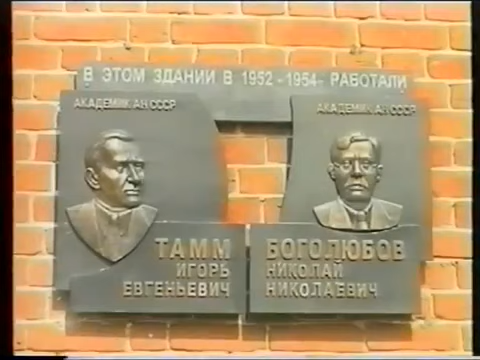 В ЭТОМ ЗДАНИИ В 1952-1954 РАБОТАЛИ
АКАДЕМИК АН СССР
ТАММ
ИГОРЬ
ЕВГЕНЬЕВИЧ
АКАДЕМИК АН СССР
БОГОЛЮБОВ
НИКОЛАЙ
НИКОЛАЕВИЧ